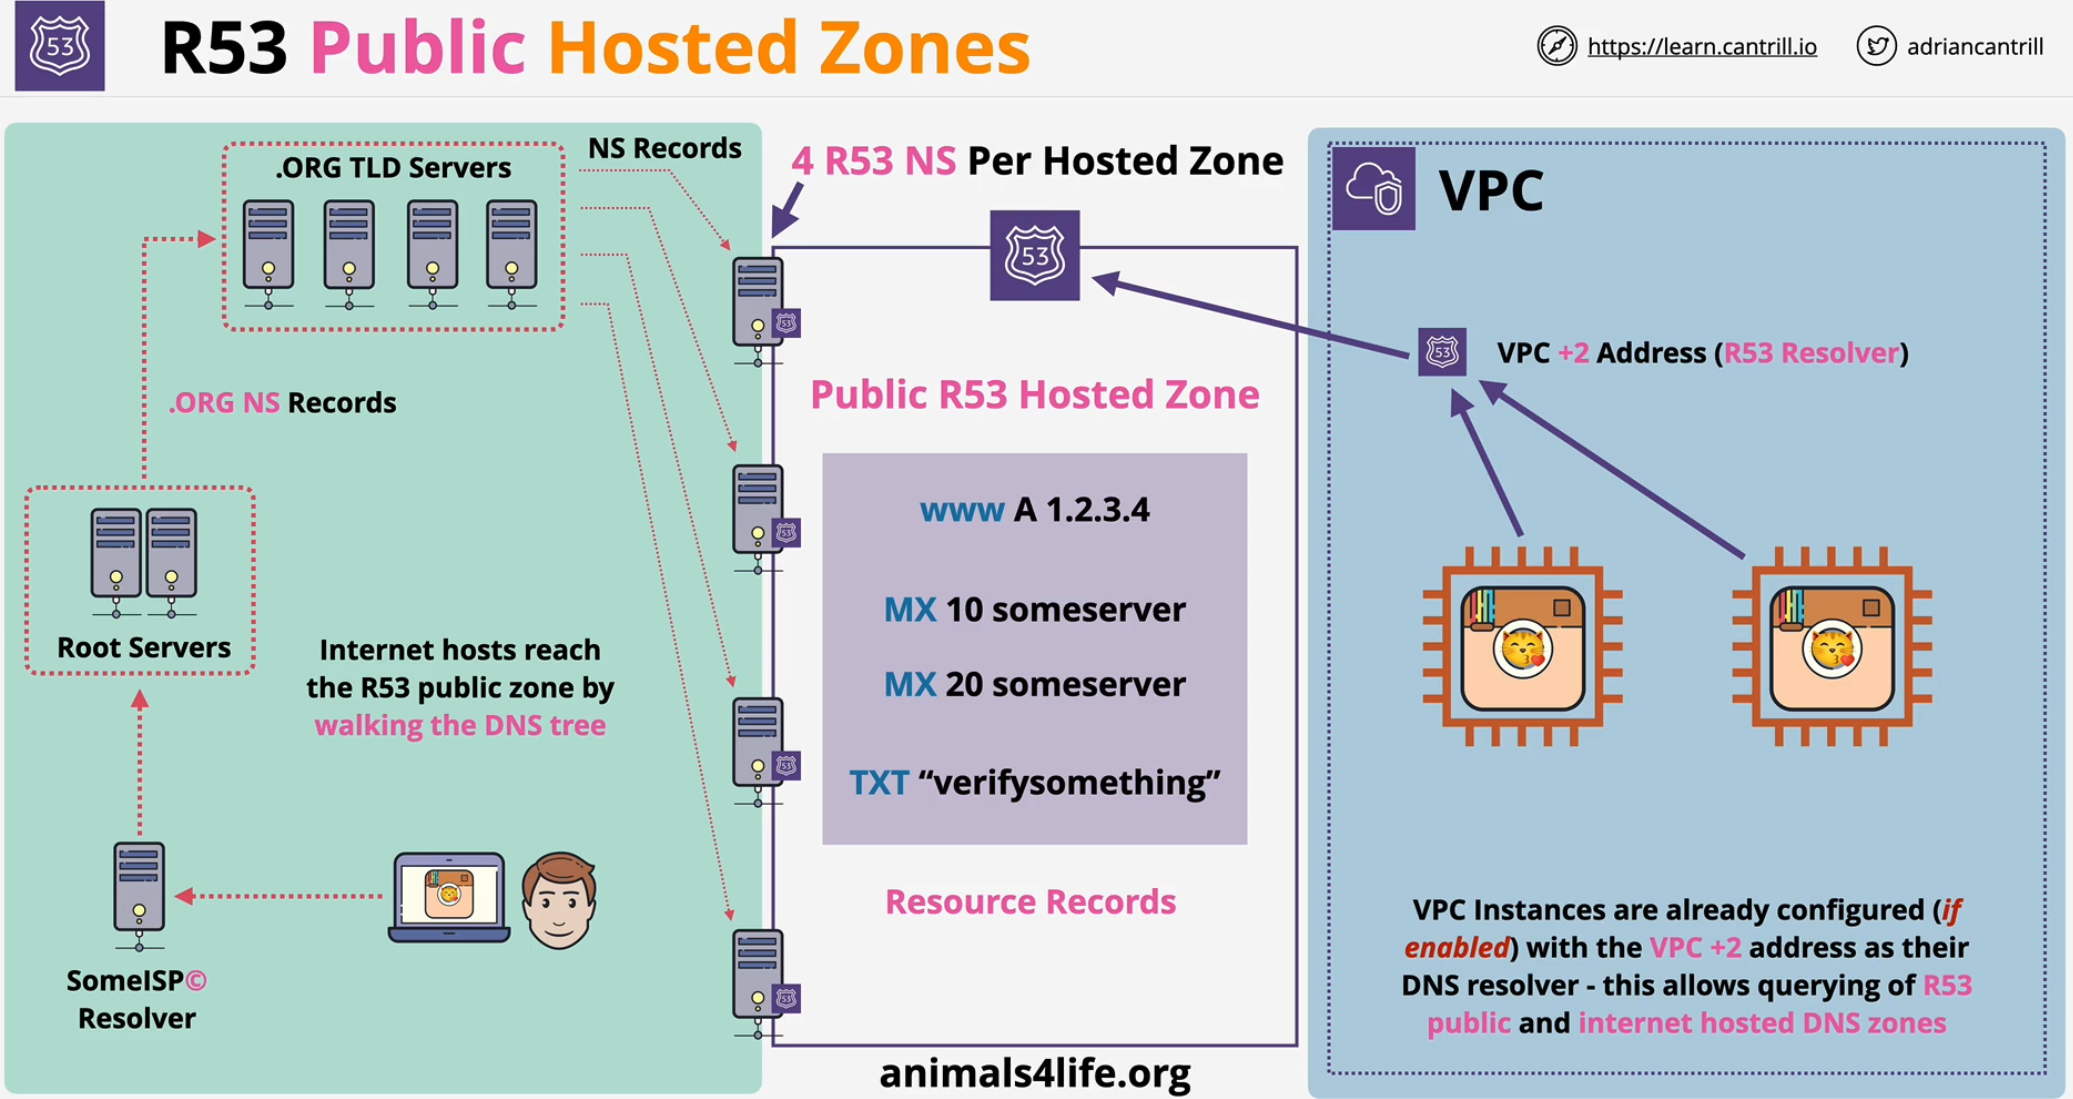 53
R53 Public Hosted Zones
https://learn.cantrill.io
adriancantrill
.ORG TLD Servers
NS Records
.ORG NS Records
Root Servers
Internet hosts reach
the R53 public zone by
walking the DNS tree
SomeISP©
Resolver
4 R53 NS Per Hosted Zone
53
53
53
53
53
Public R53 Hosted Zone
www A 1.2.3.4
MX 10 someserver
MX 20 someserver
TXT “verifysomething”
Resource Records
animals4life.org
VPC
53
VPC +2 Address (R53 Resolver)
VPC Instances are already configured (if
enabled) with the VPC +2 address as their
DNS resolver - this allows querying of R53
public and internet hosted DNS zones